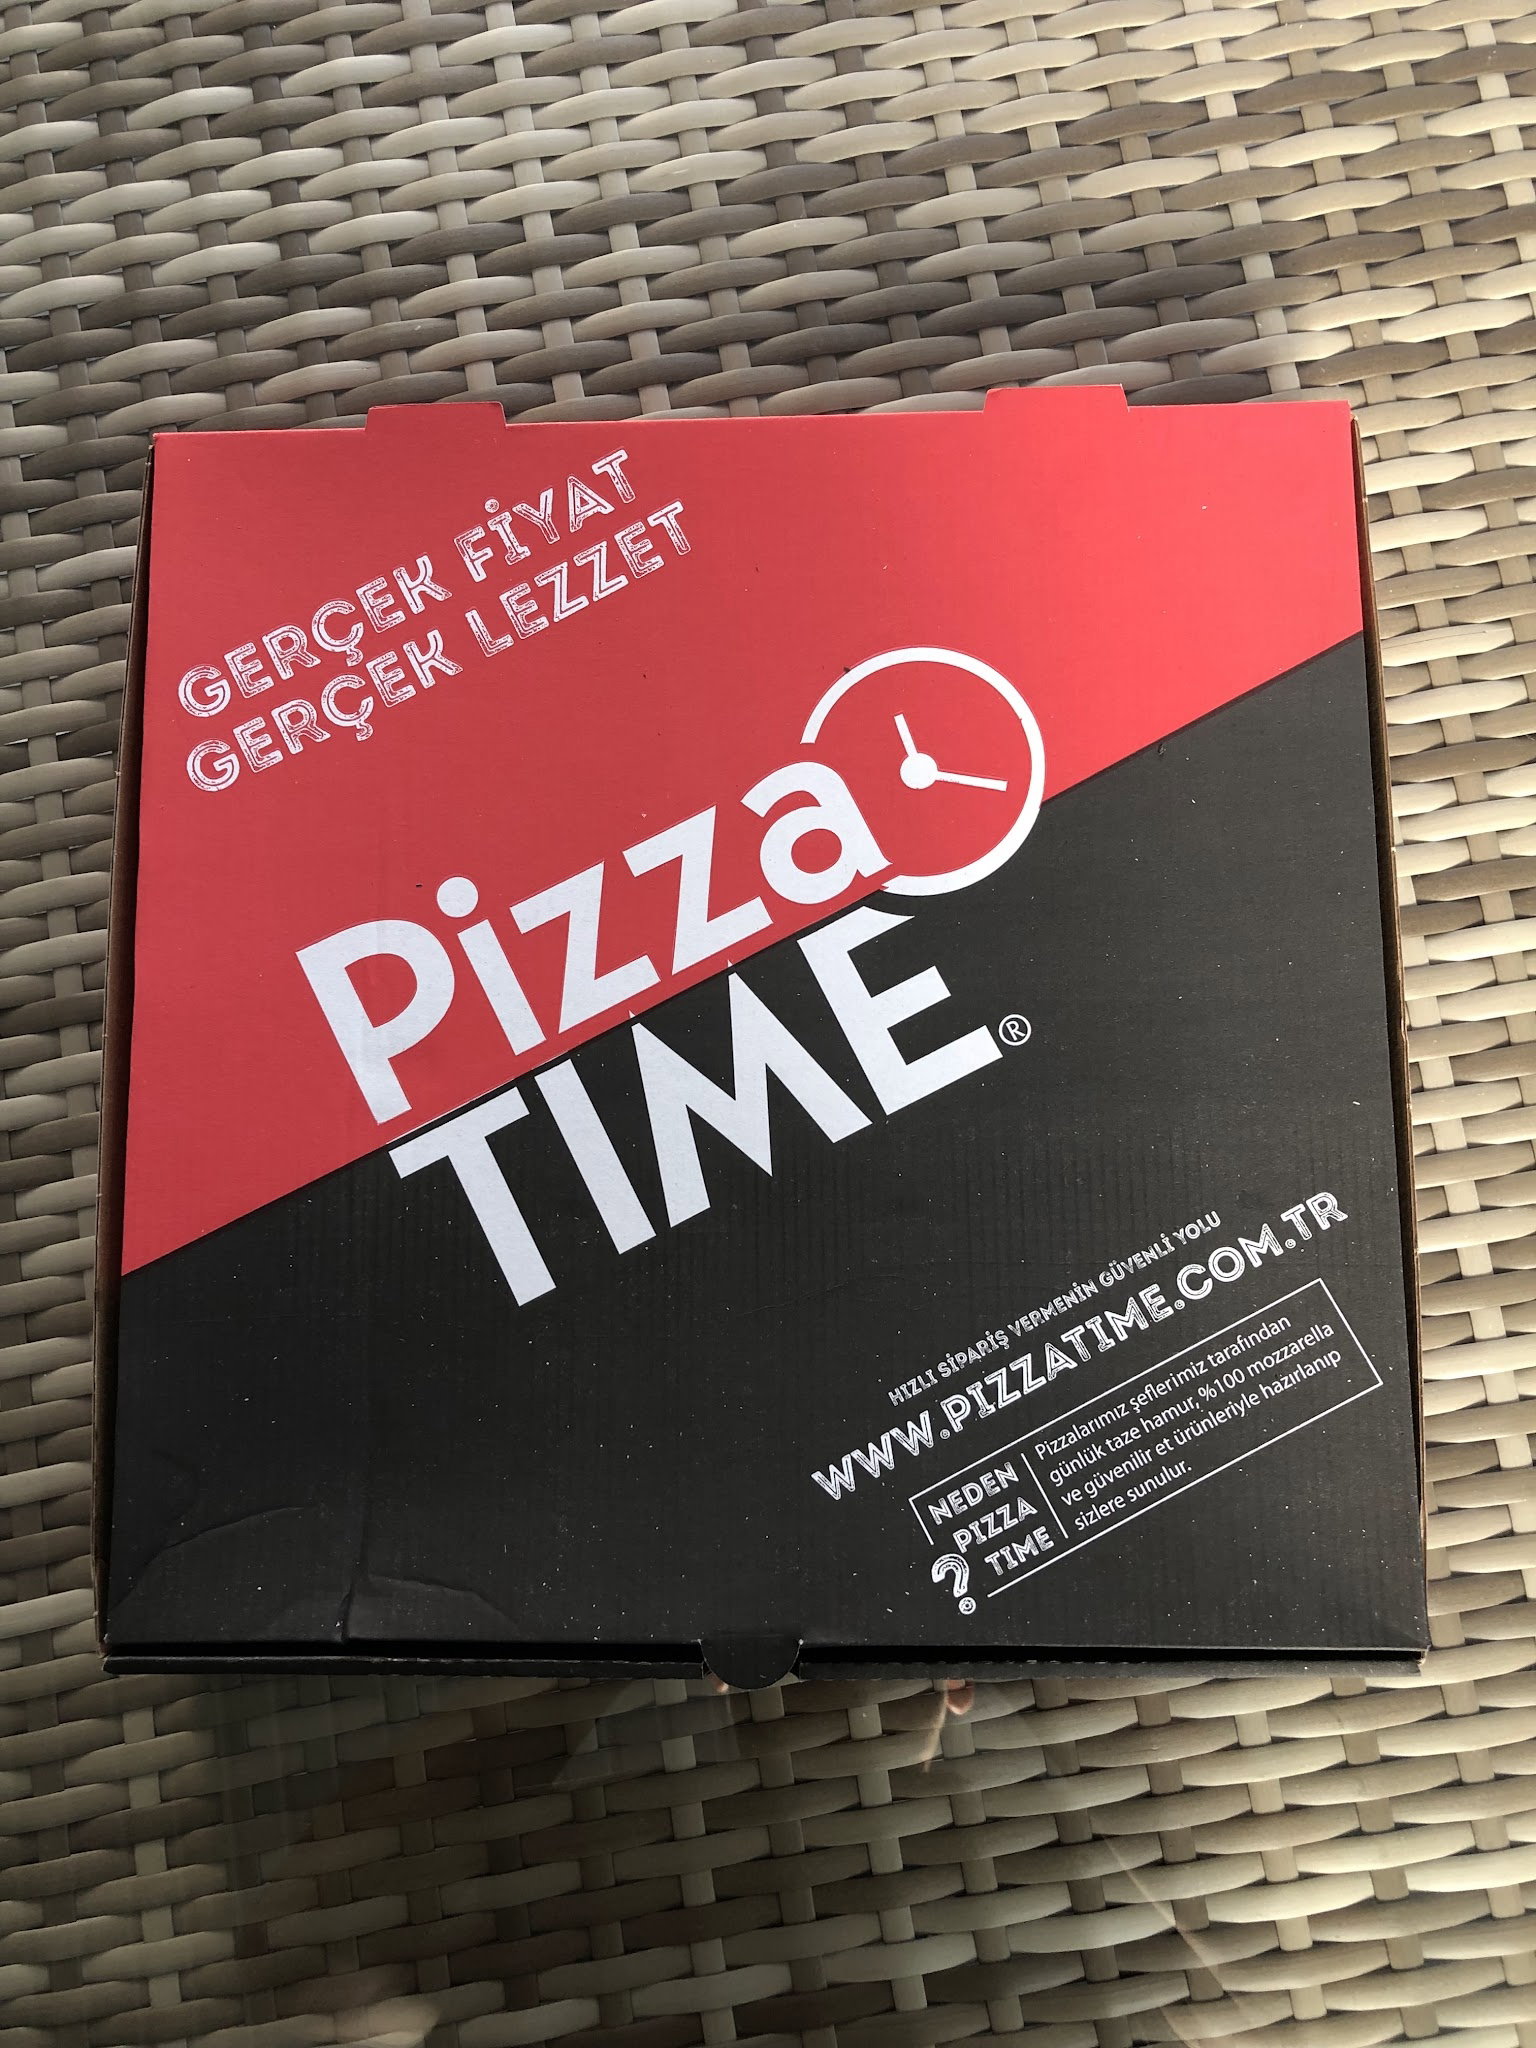 GERÇEK FİYAT
GERÇEK LEZZET
Pizza
TIME®
HIZLI SİPARİŞ VERMENİN GÜVENLİ YOLU
WWW.PIZZATIME.COM.TR
NEDEN
PIZZA
TIME
?
Pizzalarımız şeflerimiz tarafından
günlük taze hamur, %100 mozzarella
ve güvenilir et ürünleriyle hazırlanıp
sizlere sunulur.